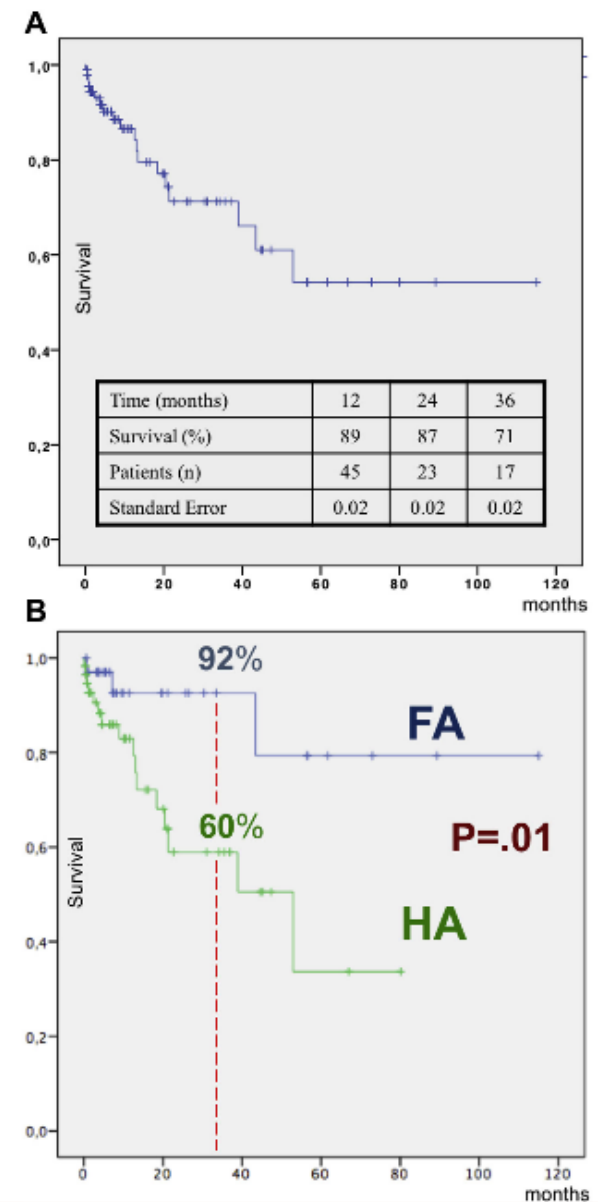 A
1,0
0,8
0,6
0,4
0,2
0,0
Survival
Time (months) 12 24 36
Survival (%) 89 87 71
Patients (n) 45 23 17
Standard Error 0.02 0.02 0.02
0 20 40 60 80 100 120
months
B
1,0
0,8
0,6
0,4
0,2
0,0
Survival
92%
FA
60%
P=.01
HA
0 20 40 60 80 100 120
months